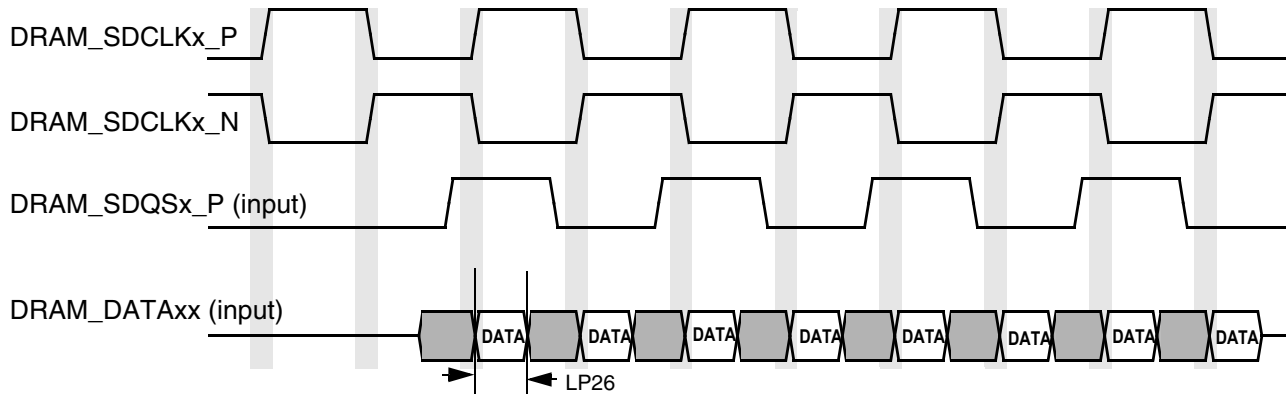 DRAM_SDCLKx_P
DRAM_SDCLKx_N
DRAM_SDQSx_P (input)
DRAM_DATAxx (input)
DATA DATA DATA DATA DATA DATA DATA DATA
LP26